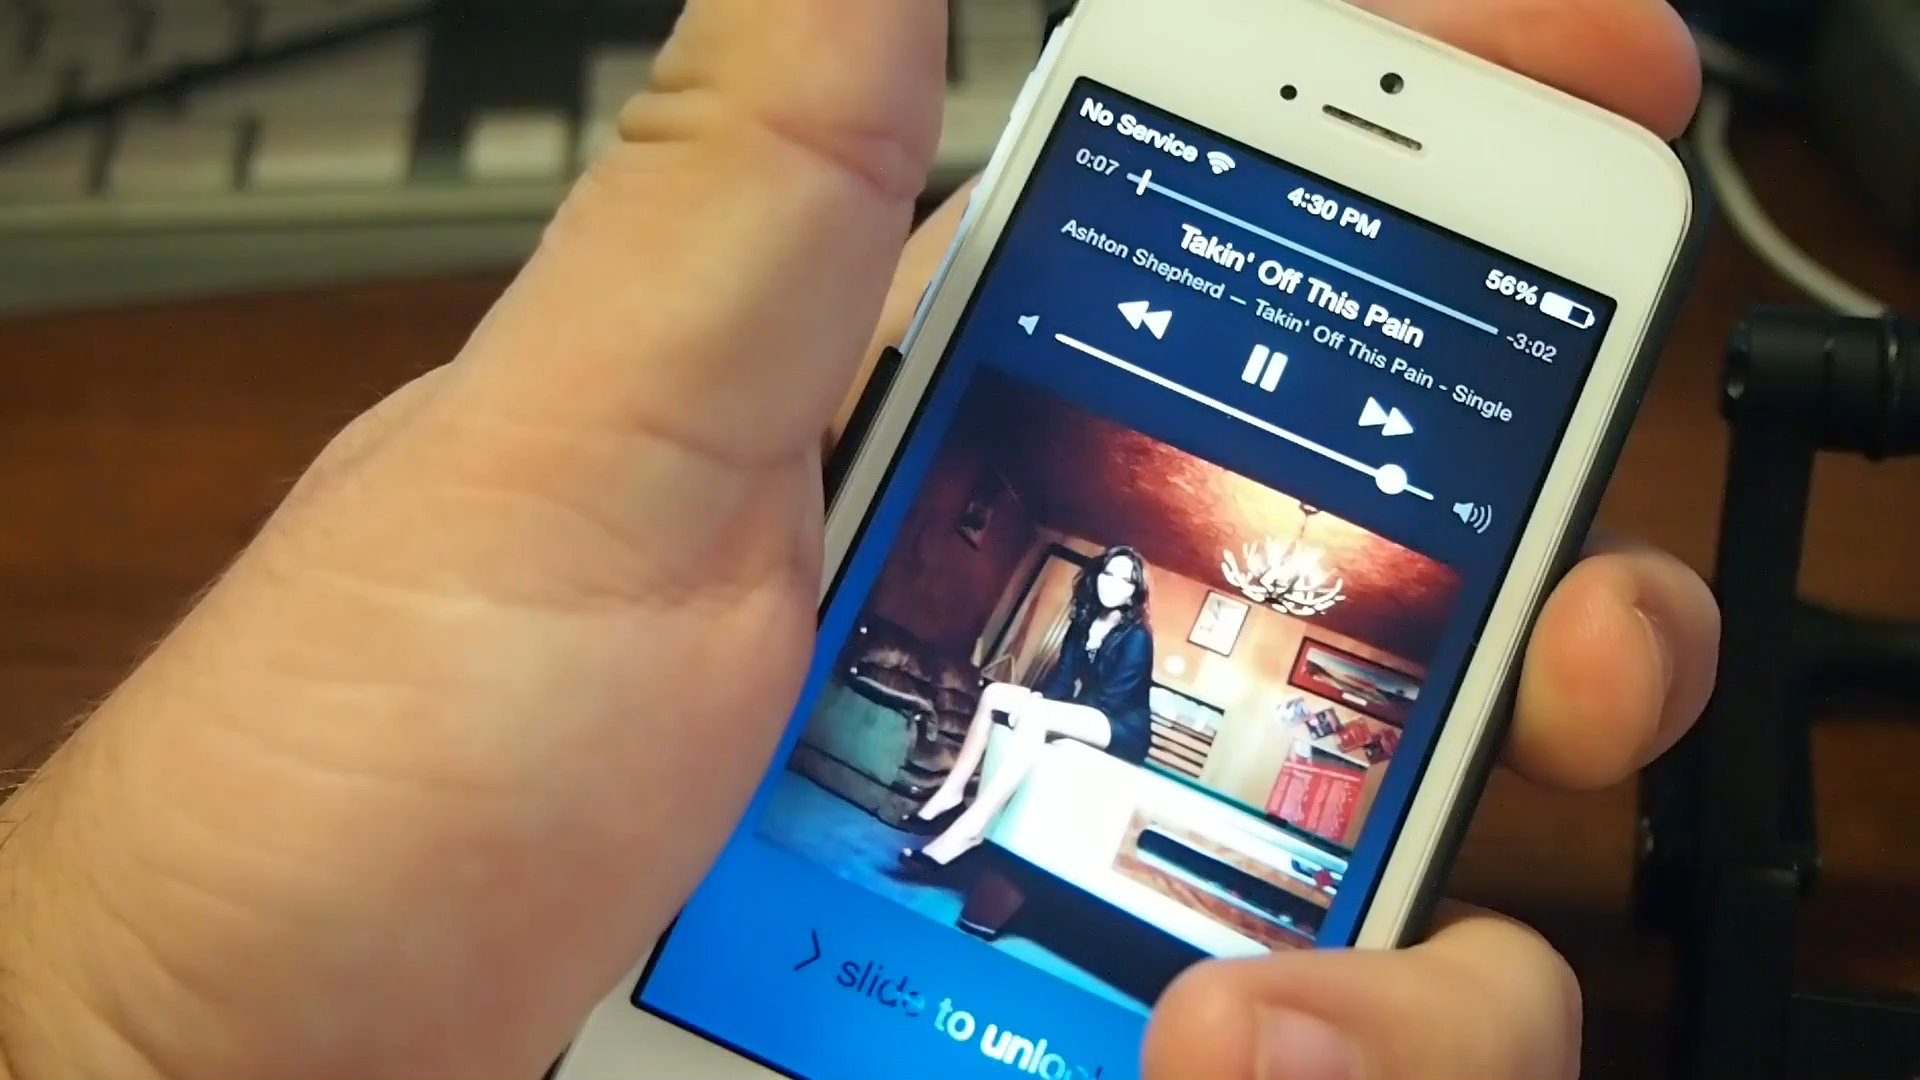 No Service 4:30 PM 56%
0:07 -3:02
Takin' Off This Pain
Ashton Shepherd — Takin' Off This Pain - Single
> slide to unlock